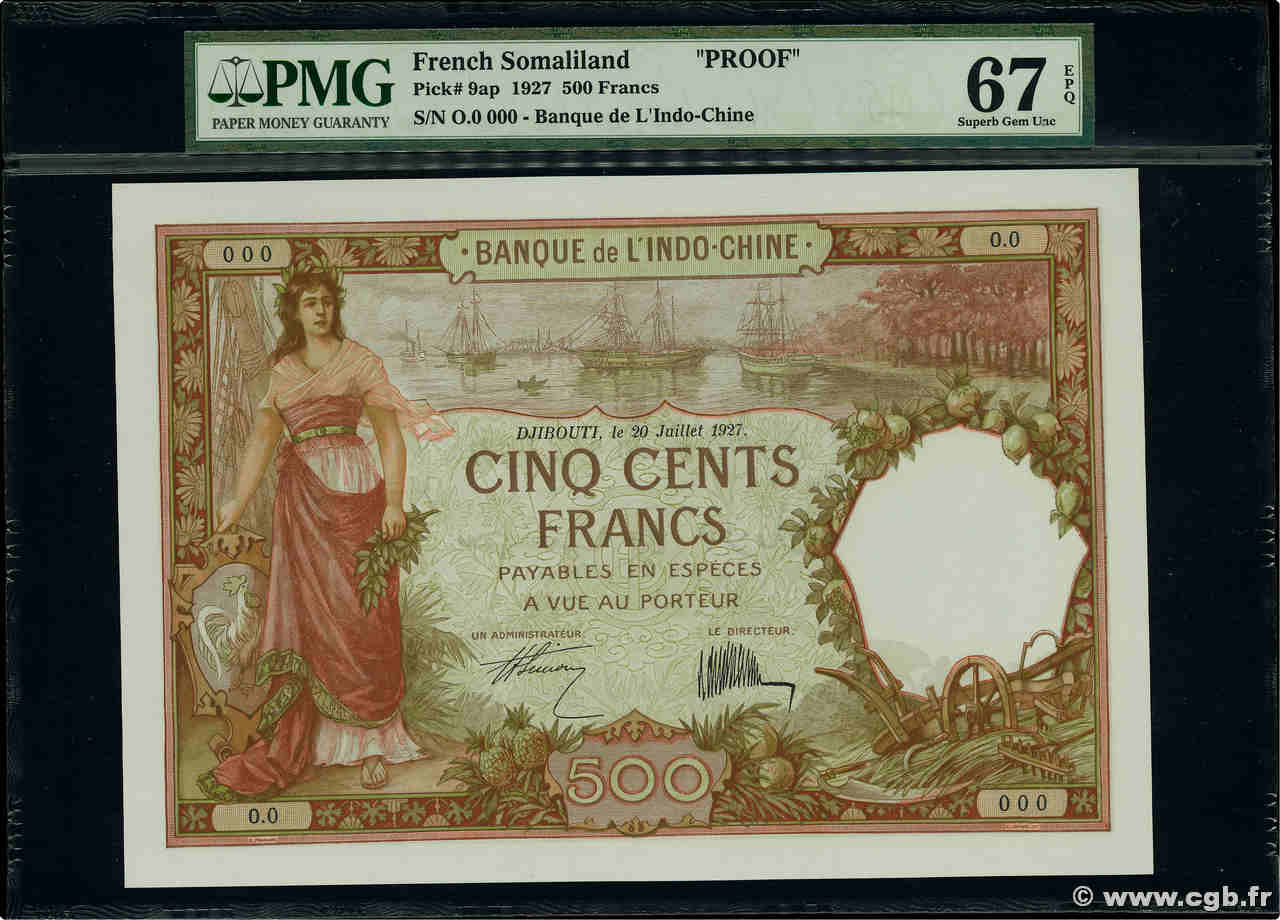 PMG
PAPER MONEY GUARANTY
French Somaliland "PROOF"
Pick# 9ap 1927 500 Francs
S/N O.0 000 - Banque de L'Indo-Chine
67 EPQ
Superb Gem Unc
000
· BANQUE de L'INDO-CHINE ·
0.0
DJIBOUTI, le 20 Juillet 1927.
CINQ CENTS
FRANCS
PAYABLES EN ESPÈCES
A VUE AU PORTEUR
UN ADMINISTRATEUR.
LE DIRECTEUR.
500
0.0
000
© www.cgb.fr